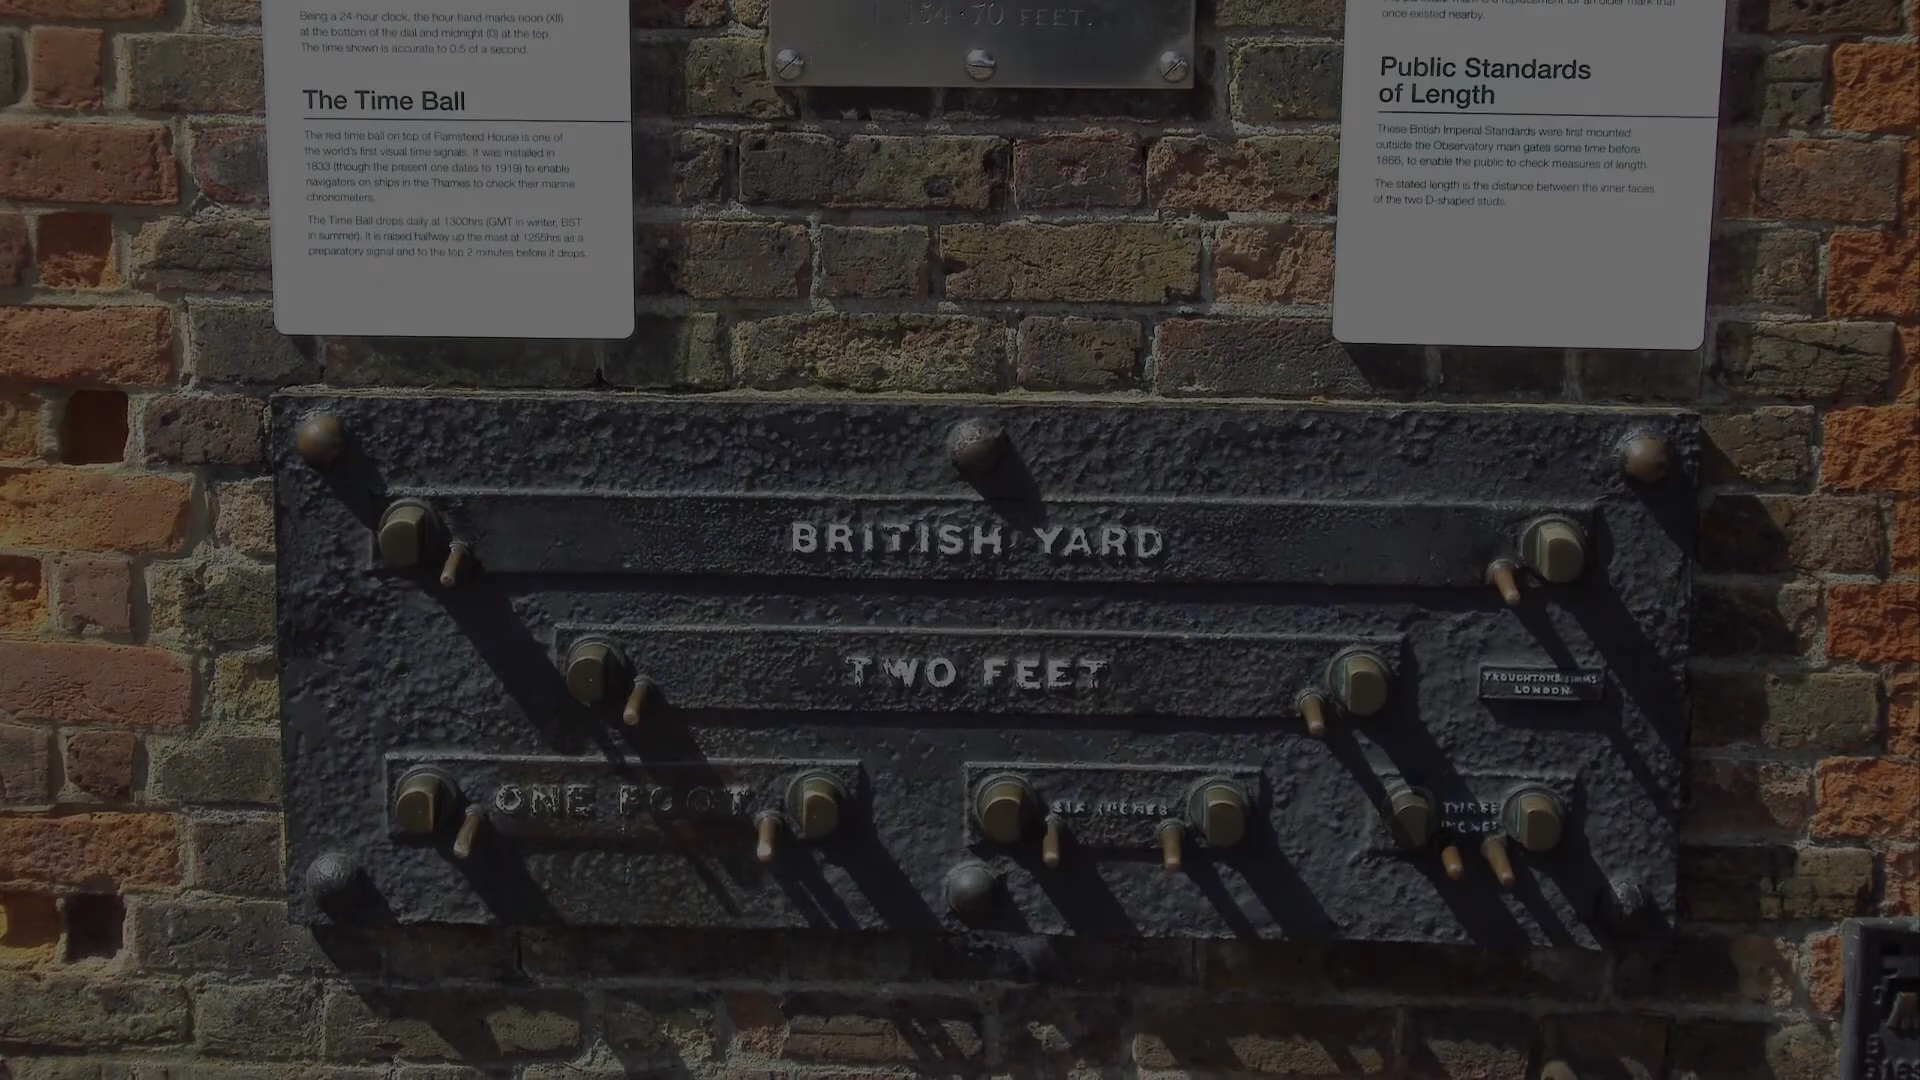 Being a 24-hour clock, the hour hand marks noon (XII)
at the bottom of the dial and midnight (0) at the top.
The time shown is accurate to 0.5 of a second.
The Time Ball
The red time ball on top of Flamsteed House is one of
the world's first visual time signals. It was installed in
1833 (though the present one dates to 1919) to enable
navigators on ships in the Thames to check their marine
chronometers.
The Time Ball drops daily at 1300hrs (GMT in winter, BST
in summer). It is raised halfway up the mast at 1255hrs as a
preparatory signal and to the top 2 minutes before it drops.
154·70 FEET.
once existed nearby.
Public Standards
of Length
These British Imperial Standards were first mounted
outside the Observatory main gates some time before
1866, to enable the public to check measures of length.
The stated length is the distance between the inner faces
of the two D-shaped studs.
BRITISH YARD
TWO FEET
TROUGHTON & SIMMS
LONDON.
ONE FOOT
SIX INCHES
THREE
INCHES